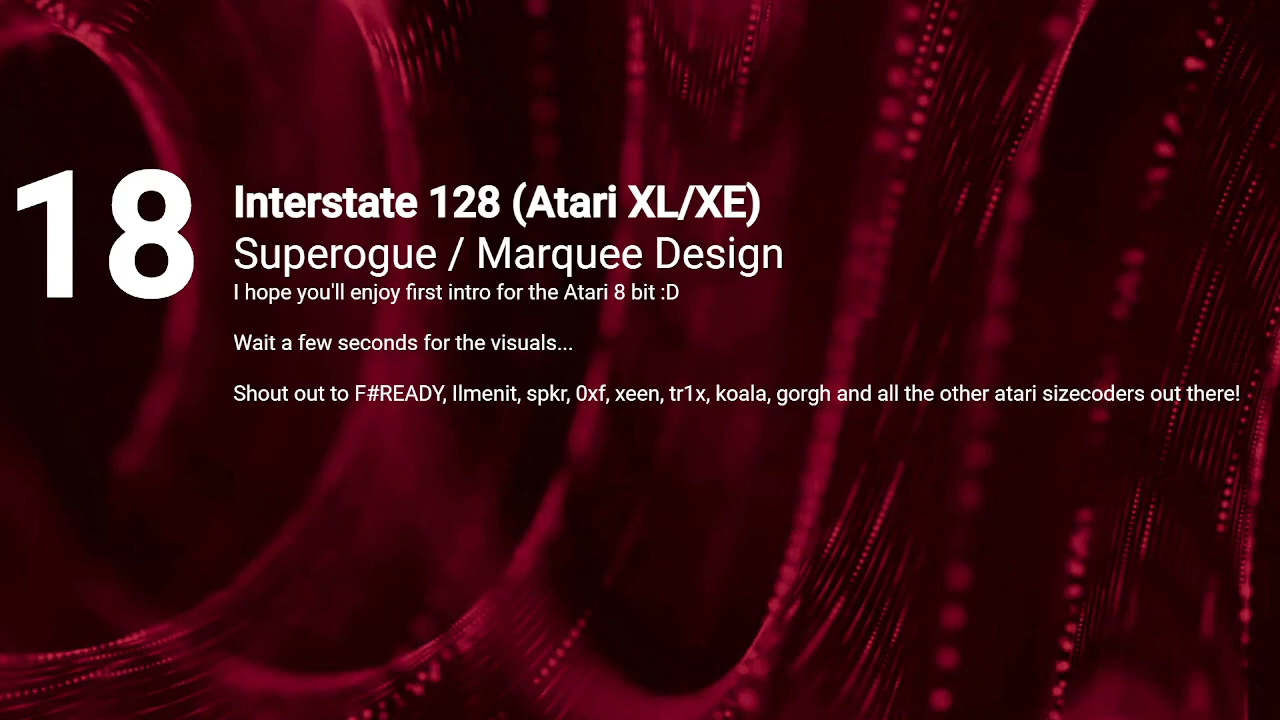 18
Interstate 128 (Atari XL/XE)
Superogue / Marquee Design
I hope you'll enjoy first intro for the Atari 8 bit :D
Wait a few seconds for the visuals...
Shout out to F#READY, Ilmenit, spkr, 0xf, xeen, tr1x, koala, gorgh and all the other atari sizecoders out there!